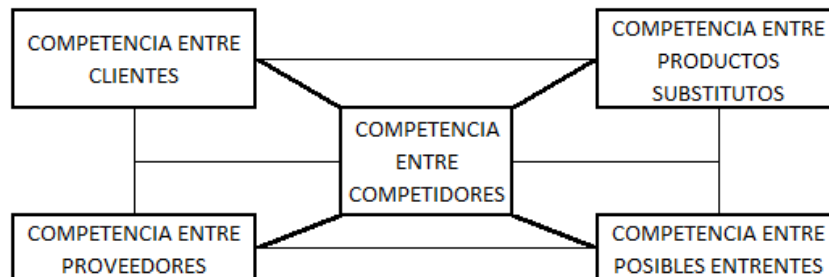 COMPETENCIA ENTRE
CLIENTES
COMPETENCIA ENTRE
PRODUCTOS
SUBSTITUTOS
COMPETENCIA
ENTRE
COMPETIDORES
COMPETENCIA ENTRE
PROVEEDORES
COMPETENCIA ENTRE
POSIBLES ENTRENTES